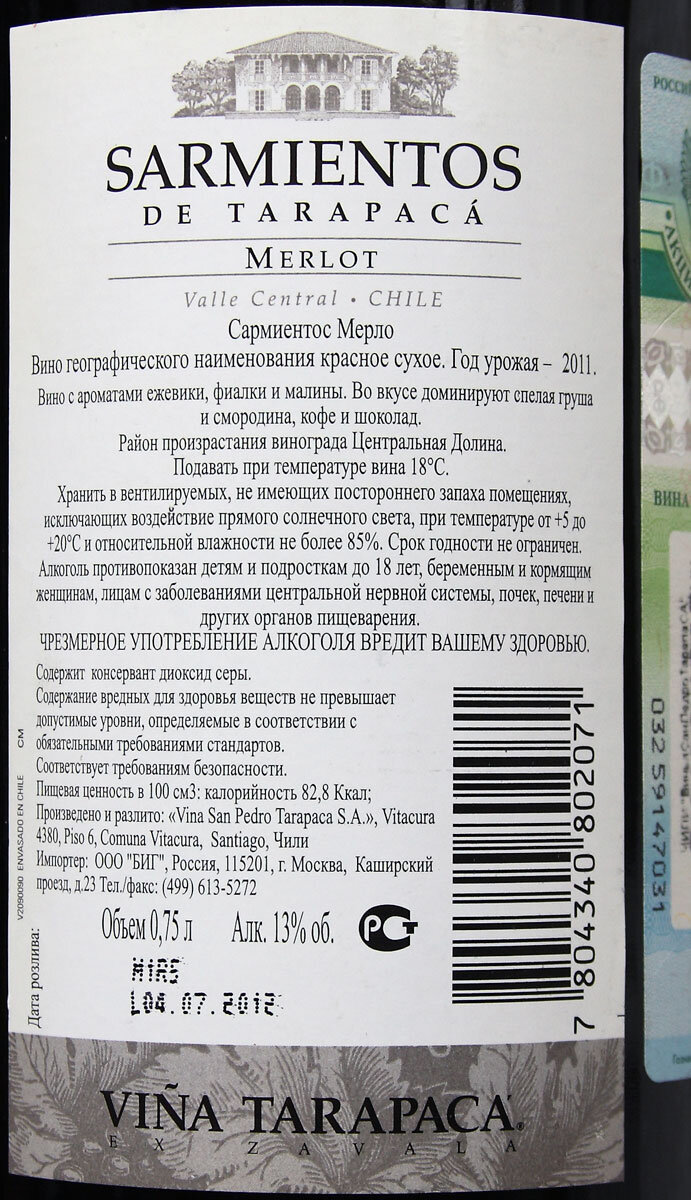 SARMIENTOS
DE TARAPACÁ
MERLOT
Valle Central • CHILE
Сармиентос Мерло
Вино географического наименования красное сухое. Год урожая – 2011.
Вино с ароматами ежевики, фиалки и малины. Во вкусе доминируют спелая груша
и смородина, кофе и шоколад.
Район произрастания винограда Центральная Долина.
Подавать при температуре вина 18°С.
Хранить в вентилируемых, не имеющих постороннего запаха помещениях,
исключающих воздействие прямого солнечного света, при температуре от +5 до
+20°С и относительной влажности не более 85%. Срок годности не ограничен.
Алкоголь противопоказан детям и подросткам до 18 лет, беременным и кормящим
женщинам, лицам с заболеваниями центральной нервной системы, почек, печени и
других органов пищеварения.
ЧРЕЗМЕРНОЕ УПОТРЕБЛЕНИЕ АЛКОГОЛЯ ВРЕДИТ ВАШЕМУ ЗДОРОВЬЮ.
Содержит консервант диоксид серы.
Содержание вредных для здоровья веществ не превышает
допустимые уровни, определяемые в соответствии с
обязательными требованиями стандартов.
Соответствует требованиям безопасности.
Пищевая ценность в 100 см3: калорийность 82,8 Ккал;
Произведено и разлито: «Vina San Pedro Tarapaca S.A.», Vitacura
4380, Piso 6, Comuna Vitacura, Santiago, Чили
Импортер: ООО "БИГ", Россия, 115201, г. Москва, Каширский
проезд, д.23 Тел./факс: (499) 613-5272
Объем 0,75 л Алк. 13% об. РСТ
Дата розлива:
H1R5
L04.07.2012
V2090090 ENVASADO EN CHILE CM
7 804340 802071
VIÑA TARAPACÁ®
EX ZAVALA
РОССИ
ВИНА
032 59147031